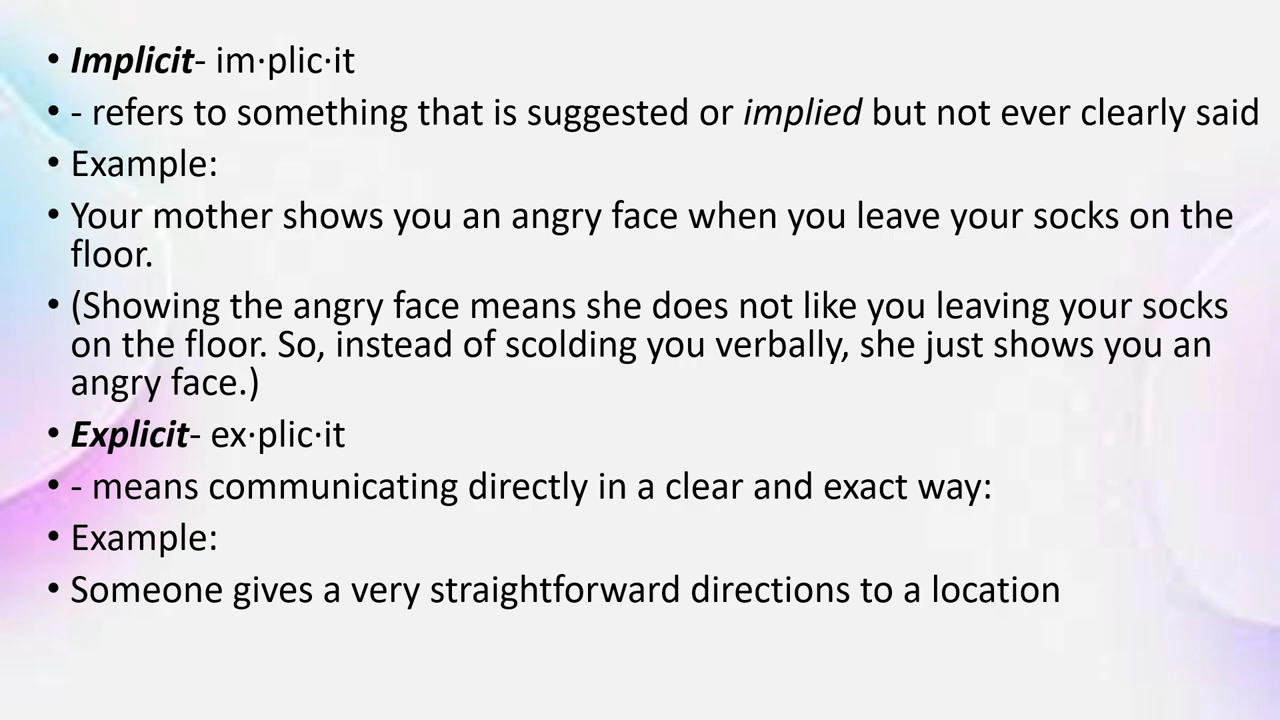 • Implicit- im·plic·it
• - refers to something that is suggested or implied but not ever clearly said
• Example:
• Your mother shows you an angry face when you leave your socks on the
floor.
• (Showing the angry face means she does not like you leaving your socks
on the floor. So, instead of scolding you verbally, she just shows you an
angry face.)
• Explicit- ex·plic·it
• - means communicating directly in a clear and exact way:
• Example:
• Someone gives a very straightforward directions to a location